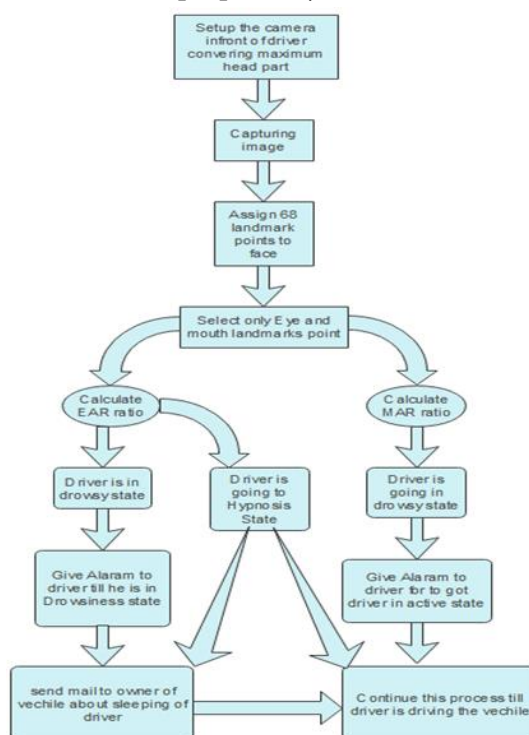 Setup the camera
infront of driver
convering maximum
head part
Capturing
image
Assign 68
landmark
points to
face
Select only Eye and
mouth landmarks point
Calculate
EAR ratio
Calculate
MAR ratio
Driver is in
drowsy state
Driver is
going to
Hypnosis
State
Driver is
going in
drowsy state
Give Alaram to
driver till he is in
Drowsiness state
Give Alaram to
driver for to got
driver in active state
send mail to owner of
vechile about sleeping of
driver
Continue this process till
driver is driving the vechile